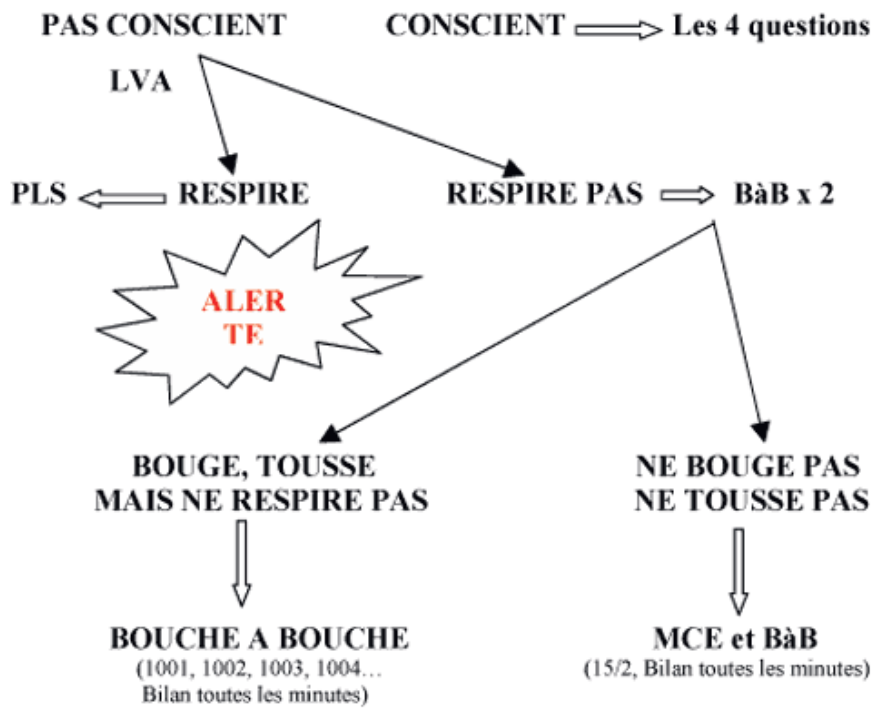 PAS CONSCIENT
CONSCIENT
Les 4 questions
LVA
PLS
RESPIRE
RESPIRE PAS
BàB x 2
ALER
TE
BOUGE, TOUSSE
MAIS NE RESPIRE PAS
NE BOUGE PAS
NE TOUSSE PAS
BOUCHE A BOUCHE
(1001, 1002, 1003, 1004…
Bilan toutes les minutes)
MCE et BàB
(15/2, Bilan toutes les minutes)